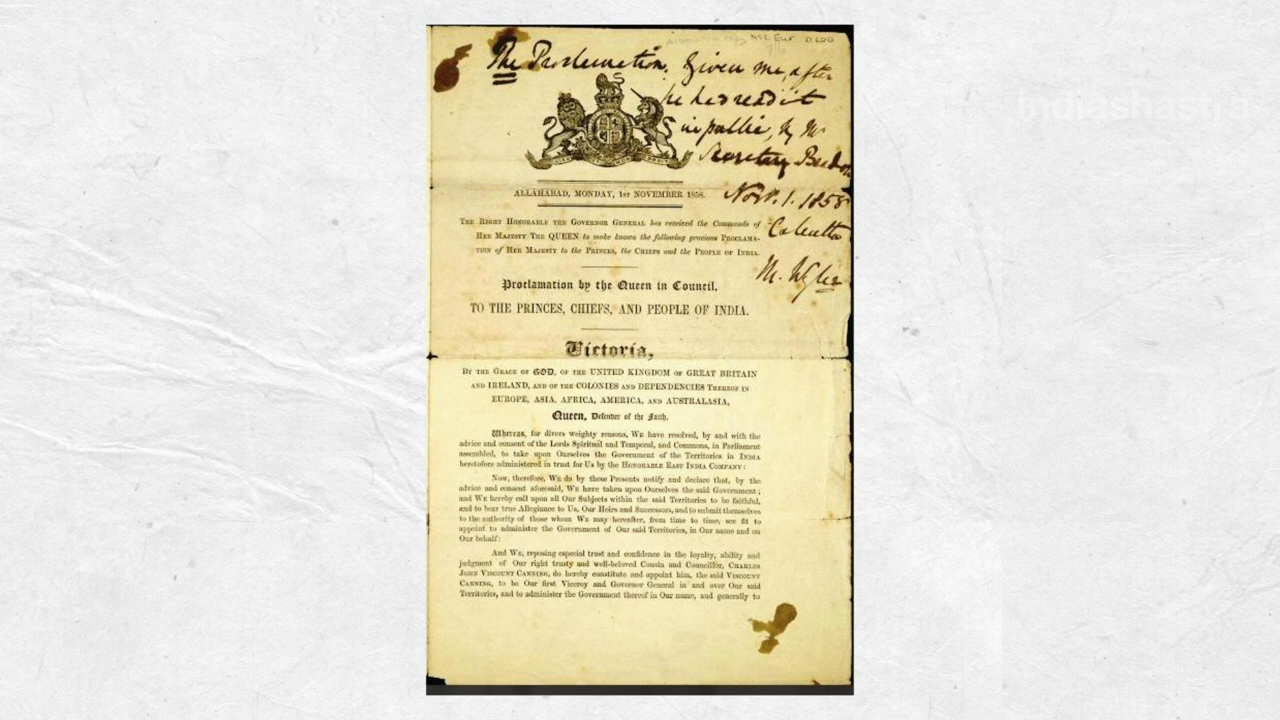 The Proclamation. Given me, after
he has read it
in public, by Mr
Secretary Beadon
Nov. 1. 1858
Calcutta
ALLAHABAD, MONDAY, 1st NOVEMBER 1858.
THE RIGHT HONORABLE THE GOVERNOR GENERAL has received the Commands of
HER MAJESTY THE QUEEN to make known the following gracious PROCLAMA-
TION of HER MAJESTY to the PRINCES, the CHIEFS and the PEOPLE OF INDIA.
Proclamation by the Queen in Council,
TO THE PRINCES, CHIEFS, AND PEOPLE OF INDIA.
Victoria,
BY THE GRACE OF GOD, OF THE UNITED KINGDOM OF GREAT BRITAIN
AND IRELAND, AND OF THE COLONIES AND DEPENDENCIES THEREOF IN
EUROPE, ASIA, AFRICA, AMERICA, AND AUSTRALASIA,
Queen, Defender of the Faith.
Whereas, for divers weighty reasons, WE have resolved, by and with the
advice and consent of the Lords Spiritual and Temporal, and Commons, in Parliament
assembled, to take upon Ourselves the Government of the Territories in INDIA
heretofore administered in trust for Us by the HONORABLE EAST INDIA COMPANY:
Now, therefore, WE do by these Presents notify and declare that, by the
advice and consent aforesaid, WE have taken upon Ourselves the said Government;
and WE hereby call upon all Our Subjects within the said Territories to be faithful,
and to bear true Allegiance to Us, Our Heirs and Successors, and to submit themselves
to the authority of those whom WE may hereafter, from time to time, see fit to
appoint to administer the Government of Our said Territories, in Our name and on
Our behalf:
And WE, reposing especial trust and confidence in the loyalty, ability and
judgment of Our right trusty and well-beloved Cousin and Councillor, CHARLES
JOHN VISCOUNT CANNING, do hereby constitute and appoint him, the said VISCOUNT
CANNING, to be Our first Viceroy and Governor General in and over Our said
Territories, and to administer the Government thereof in Our name, and generally to